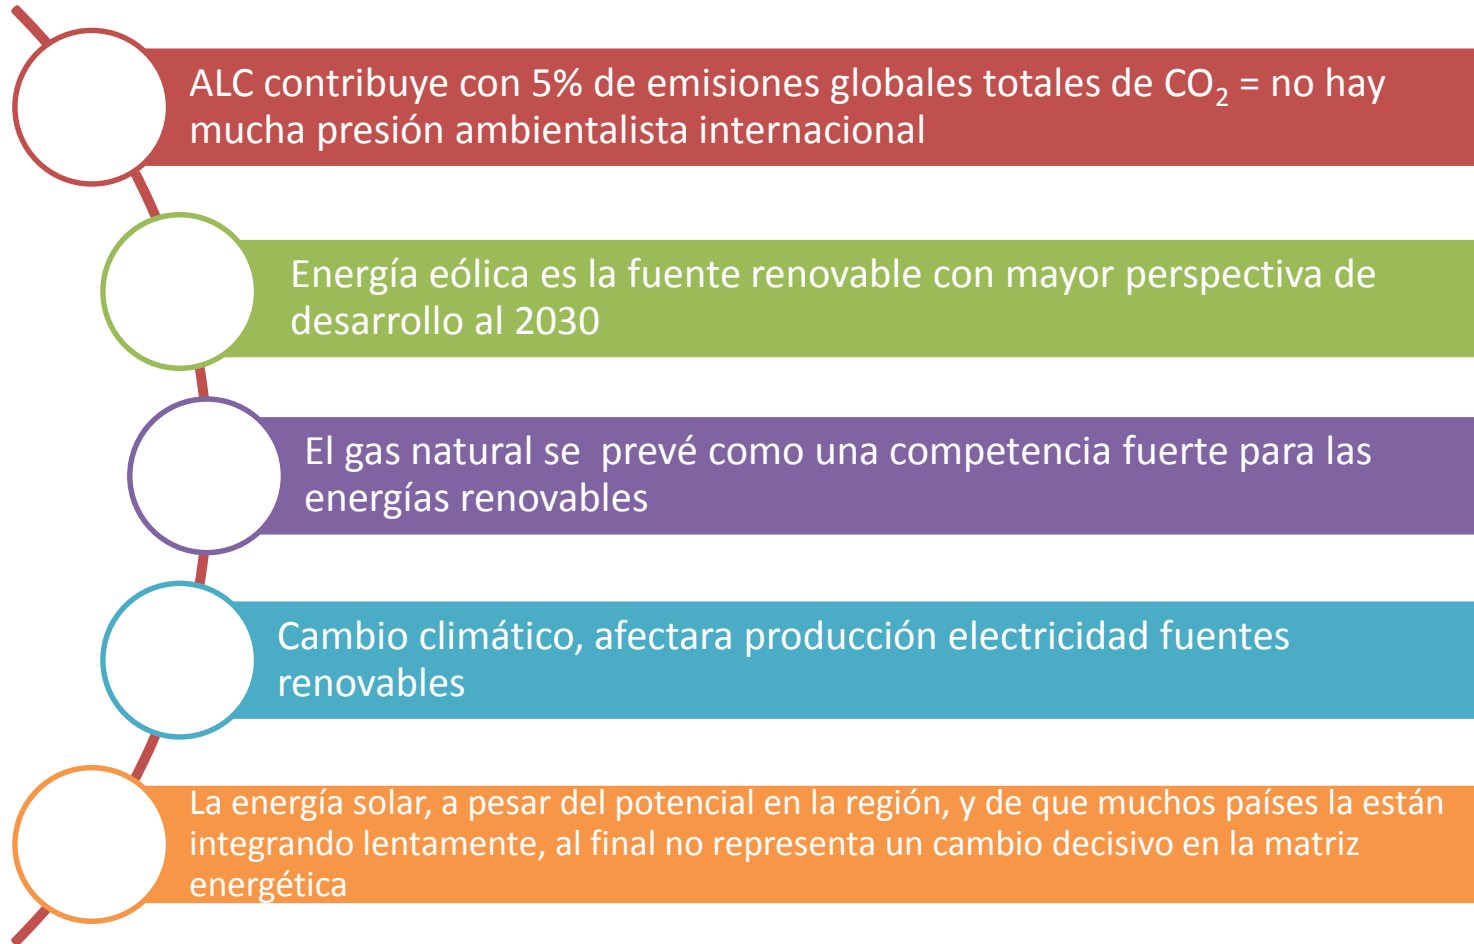 ALC contribuye con 5% de emisiones globales totales de CO₂ = no hay
mucha presión ambientalista internacional
Energía eólica es la fuente renovable con mayor perspectiva de
desarrollo al 2030
El gas natural se  prevé como una competencia fuerte para las
energías renovables
Cambio climático, afectara producción electricidad fuentes
renovables
La energía solar, a pesar del potencial en la región, y de que muchos países la están
integrando lentamente, al final no representa un cambio decisivo en la matriz
energética